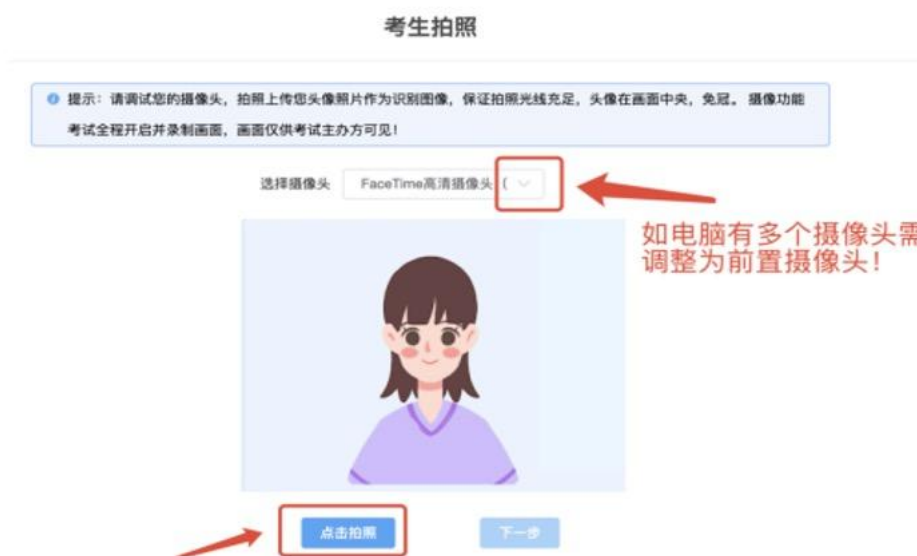 考生拍照
提示：请调试您的摄像头，拍照上传您头像照片作为识别图像，保证拍照光线充足，头像在画面中央，免冠。 摄像功能
考试全程开启并录制画面，画面仅供考试主办方可见！
选择摄像头 FaceTime高清摄像头（
如电脑有多个摄像头需
调整为前置摄像头！
点击拍照 下一步